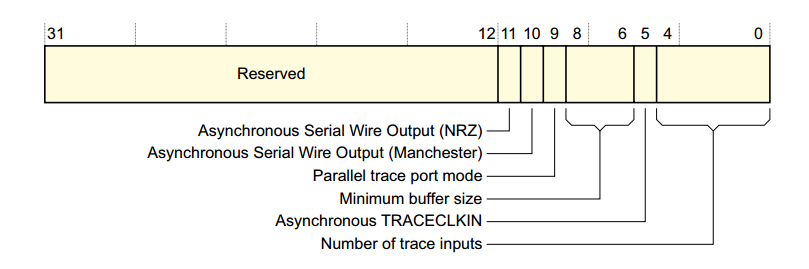 31 12 11 10 9 8 6 5 4 0
Reserved
Asynchronous Serial Wire Output (NRZ)
Asynchronous Serial Wire Output (Manchester)
Parallel trace port mode
Minimum buffer size
Asynchronous TRACECLKIN
Number of trace inputs